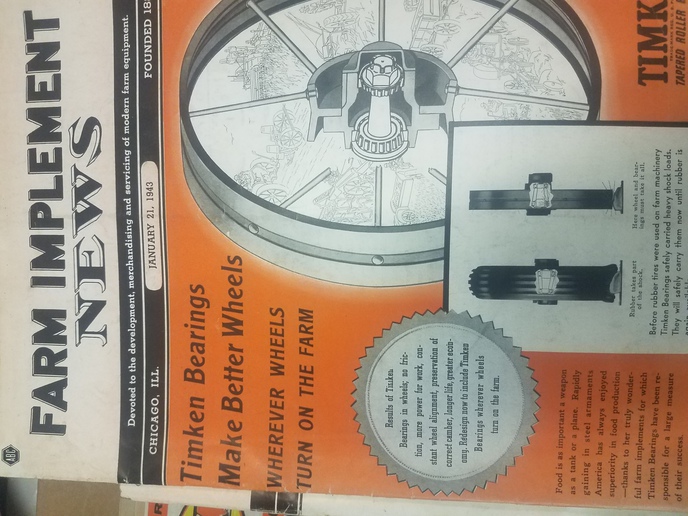 ABC
FARM IMPLEMENT
NEWS
Devoted to the development, merchandising and servicing of modern farm equipment.
CHICAGO, ILL.
JANUARY 21, 1943
FOUNDED 188
Timken Bearings
Make Better Wheels
WHEREVER WHEELS
TURN ON THE FARM
TIMK
TAPERED ROLLER
Results of Timken
Bearings in wheels; no fric-
tion, more power for work, con-
stant wheel alignment, preservation of
correct camber, longer life, greater econ-
omy. Redesign now to include Timken
Bearings wherever wheels
turn on the farm.
Rubber takes part
of the shock.
Here wheel and bear-
ings must take it all.
Before rubber tires were used on farm machinery
Timken Bearings safely carried heavy shock loads.
They will safely carry them now until rubber is
Food is as important a weapon
as a tank or a plane. Rapidly
gaining in steel armaments
America has always enjoyed
superiority in food production
—thanks to her truly wonder-
ful farm implements for which
Timken Bearings have been re-
sponsible for a large measure
of their success.